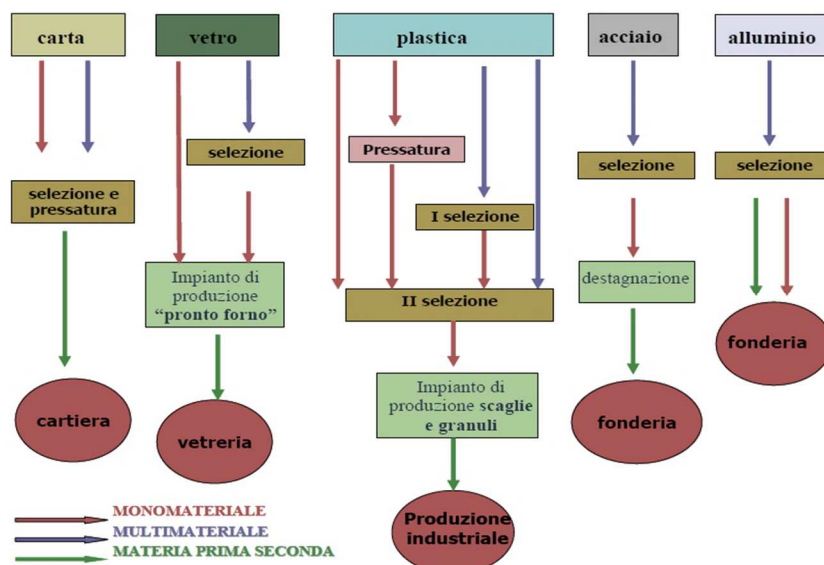 carta
vetro
plastica
acciaio
alluminio
selezione
Pressatura
selezione
selezione
selezione e
pressatura
I selezione
Impianto di
produzione
“pronto forno”
destagnazione
II selezione
fonderia
Impianto di
produzione scaglie
e granuli
cartiera
vetreria
fonderia
MONOMATERIALE
MULTIMATERIALE
MATERIA PRIMA SECONDA
Produzione
industriale